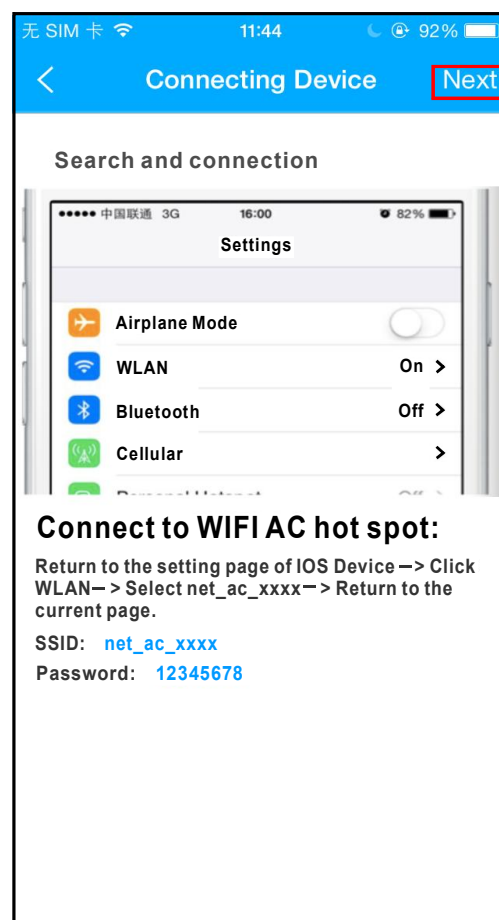 无 SIM 卡 11:44 92%
Connecting Device Next
Search and connection
中国联通 3G 16:00 82%
Settings
Airplane Mode
WLAN On >
Bluetooth Off >
Cellular >
Connect to WIFI AC hot spot:
Return to the setting page of IOS Device —> Click
WLAN— > Select net_ac_xxxx— > Return to the
current page.
SSID: net_ac_xxxx
Password: 12345678